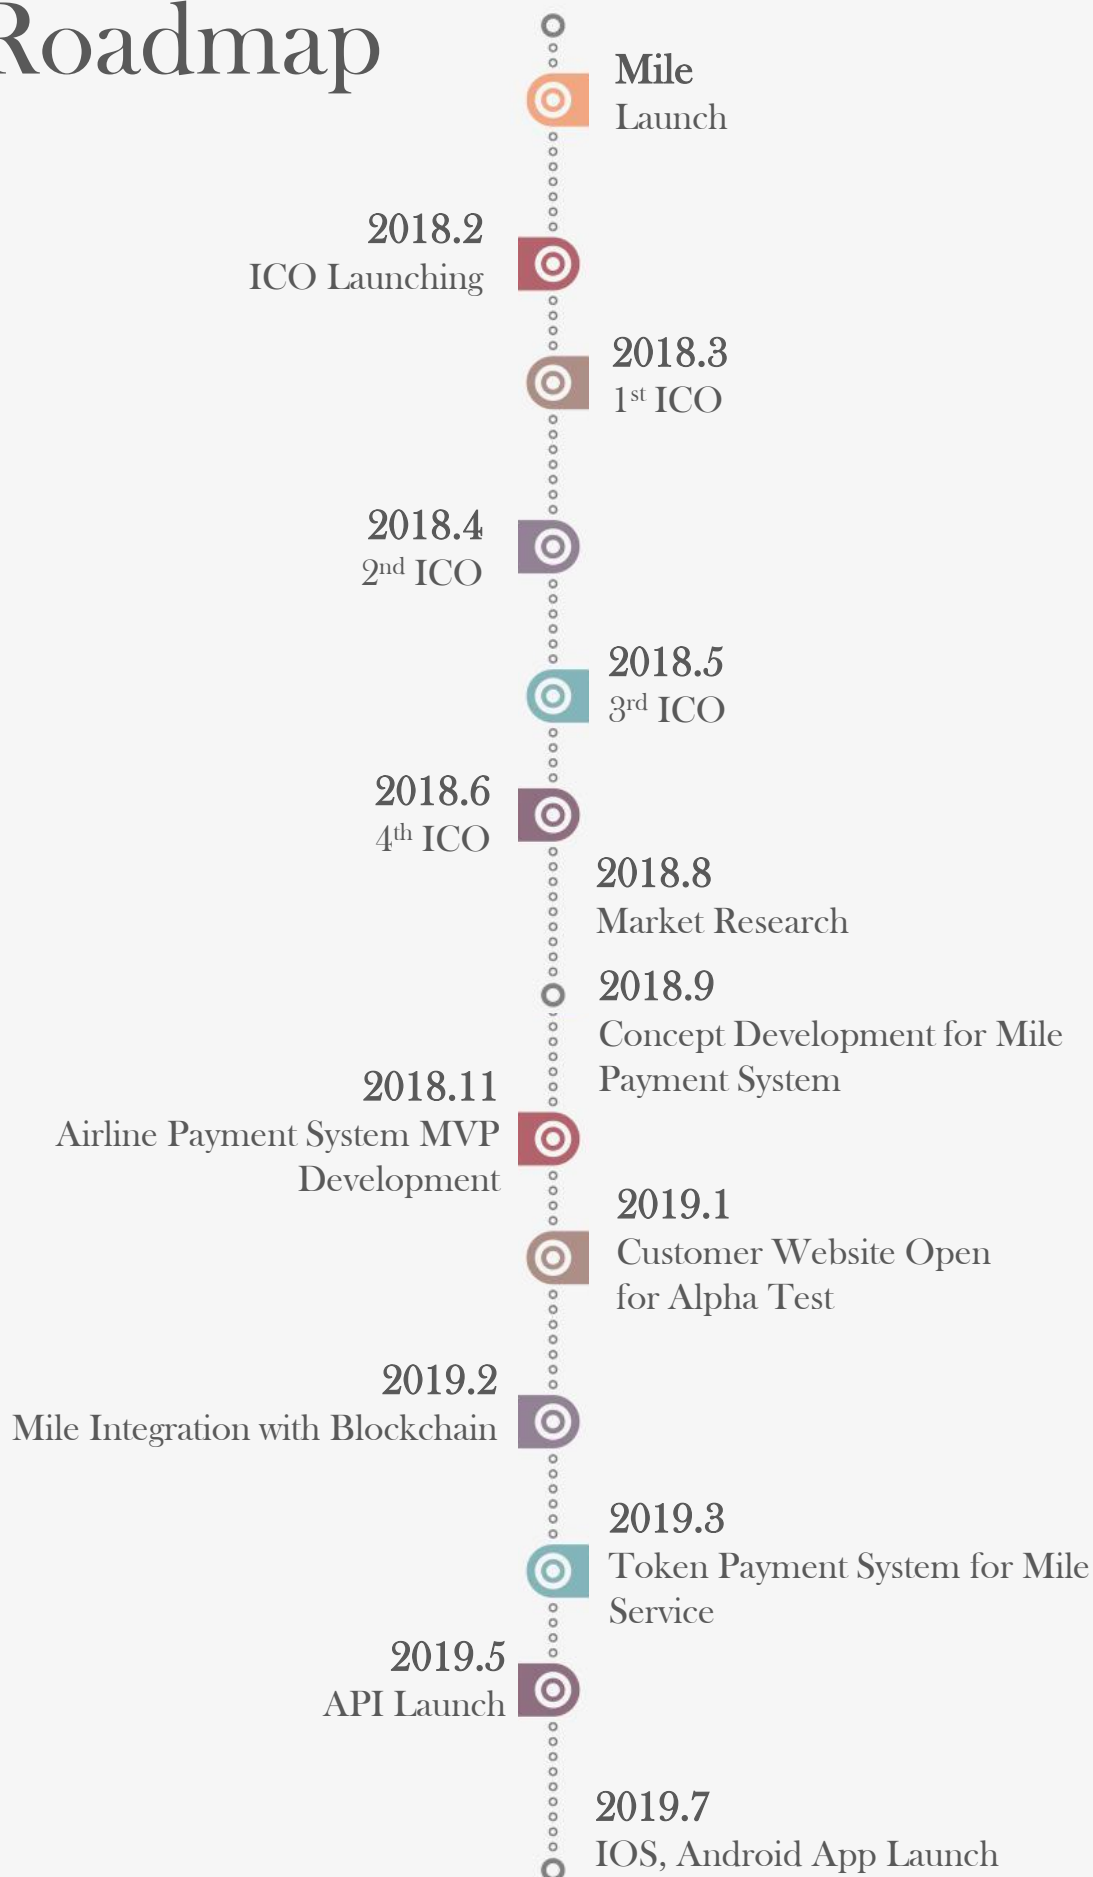 Roadmap
Mile
Launch
2018.2
ICO Launching
2018.3
1st ICO
2018.4
2nd ICO
2018.5
3rd ICO
2018.6
4th ICO
2018.8
Market Research
2018.9
Concept Development for Mile
Payment System
2018.11
Airline Payment System MVP
Development
2019.1
Customer Website Open
for Alpha Test
2019.2
Mile Integration with Blockchain
2019.3
Token Payment System for Mile
Service
2019.5
API Launch
2019.7
IOS, Android App Launch